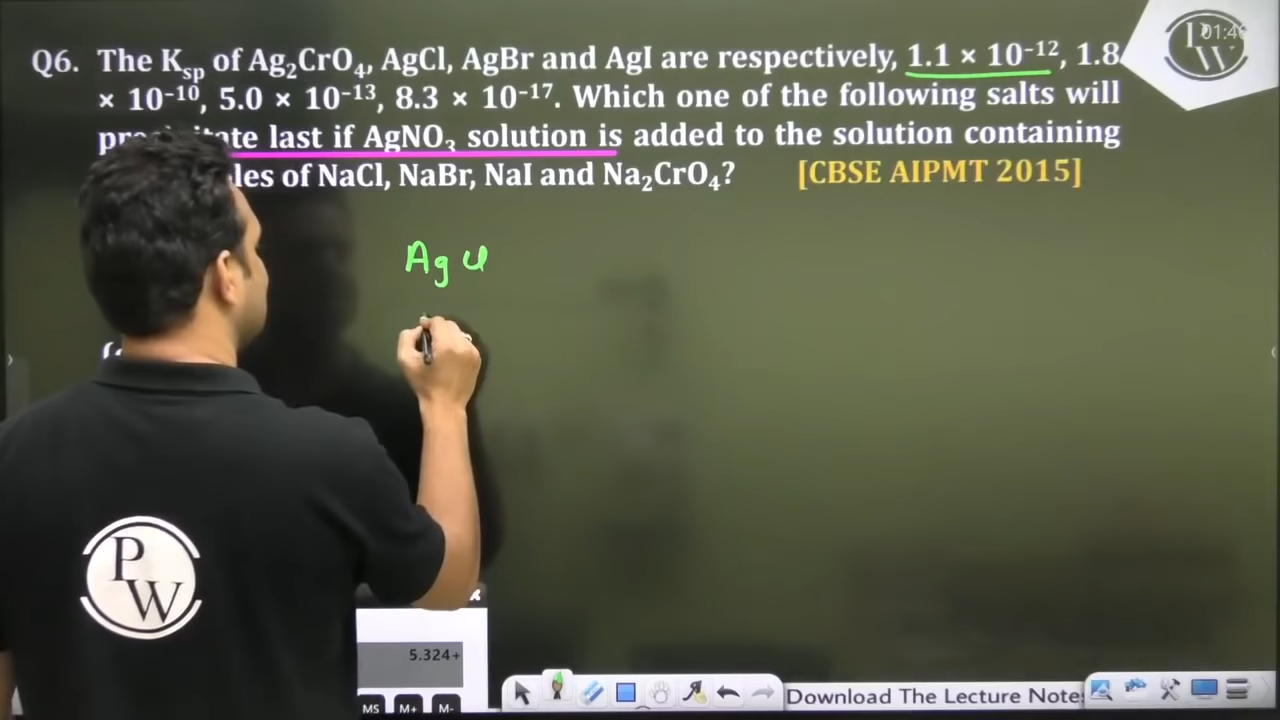 Q6. The Ksp of Ag₂CrO₄, AgCl, AgBr and AgI are respectively, 1.1 × 10⁻¹², 1.8
× 10⁻¹⁰, 5.0 × 10⁻¹³, 8.3 × 10⁻¹⁷. Which one of the following salts will
last if AgNO₃ solution is added to the solution containing
of NaCl, NaBr, NaI and Na₂CrO₄? [CBSE AIPMT 2015]
PW
AgCl
PW
5.324+
MS M+ M-
Download The Lecture Notes